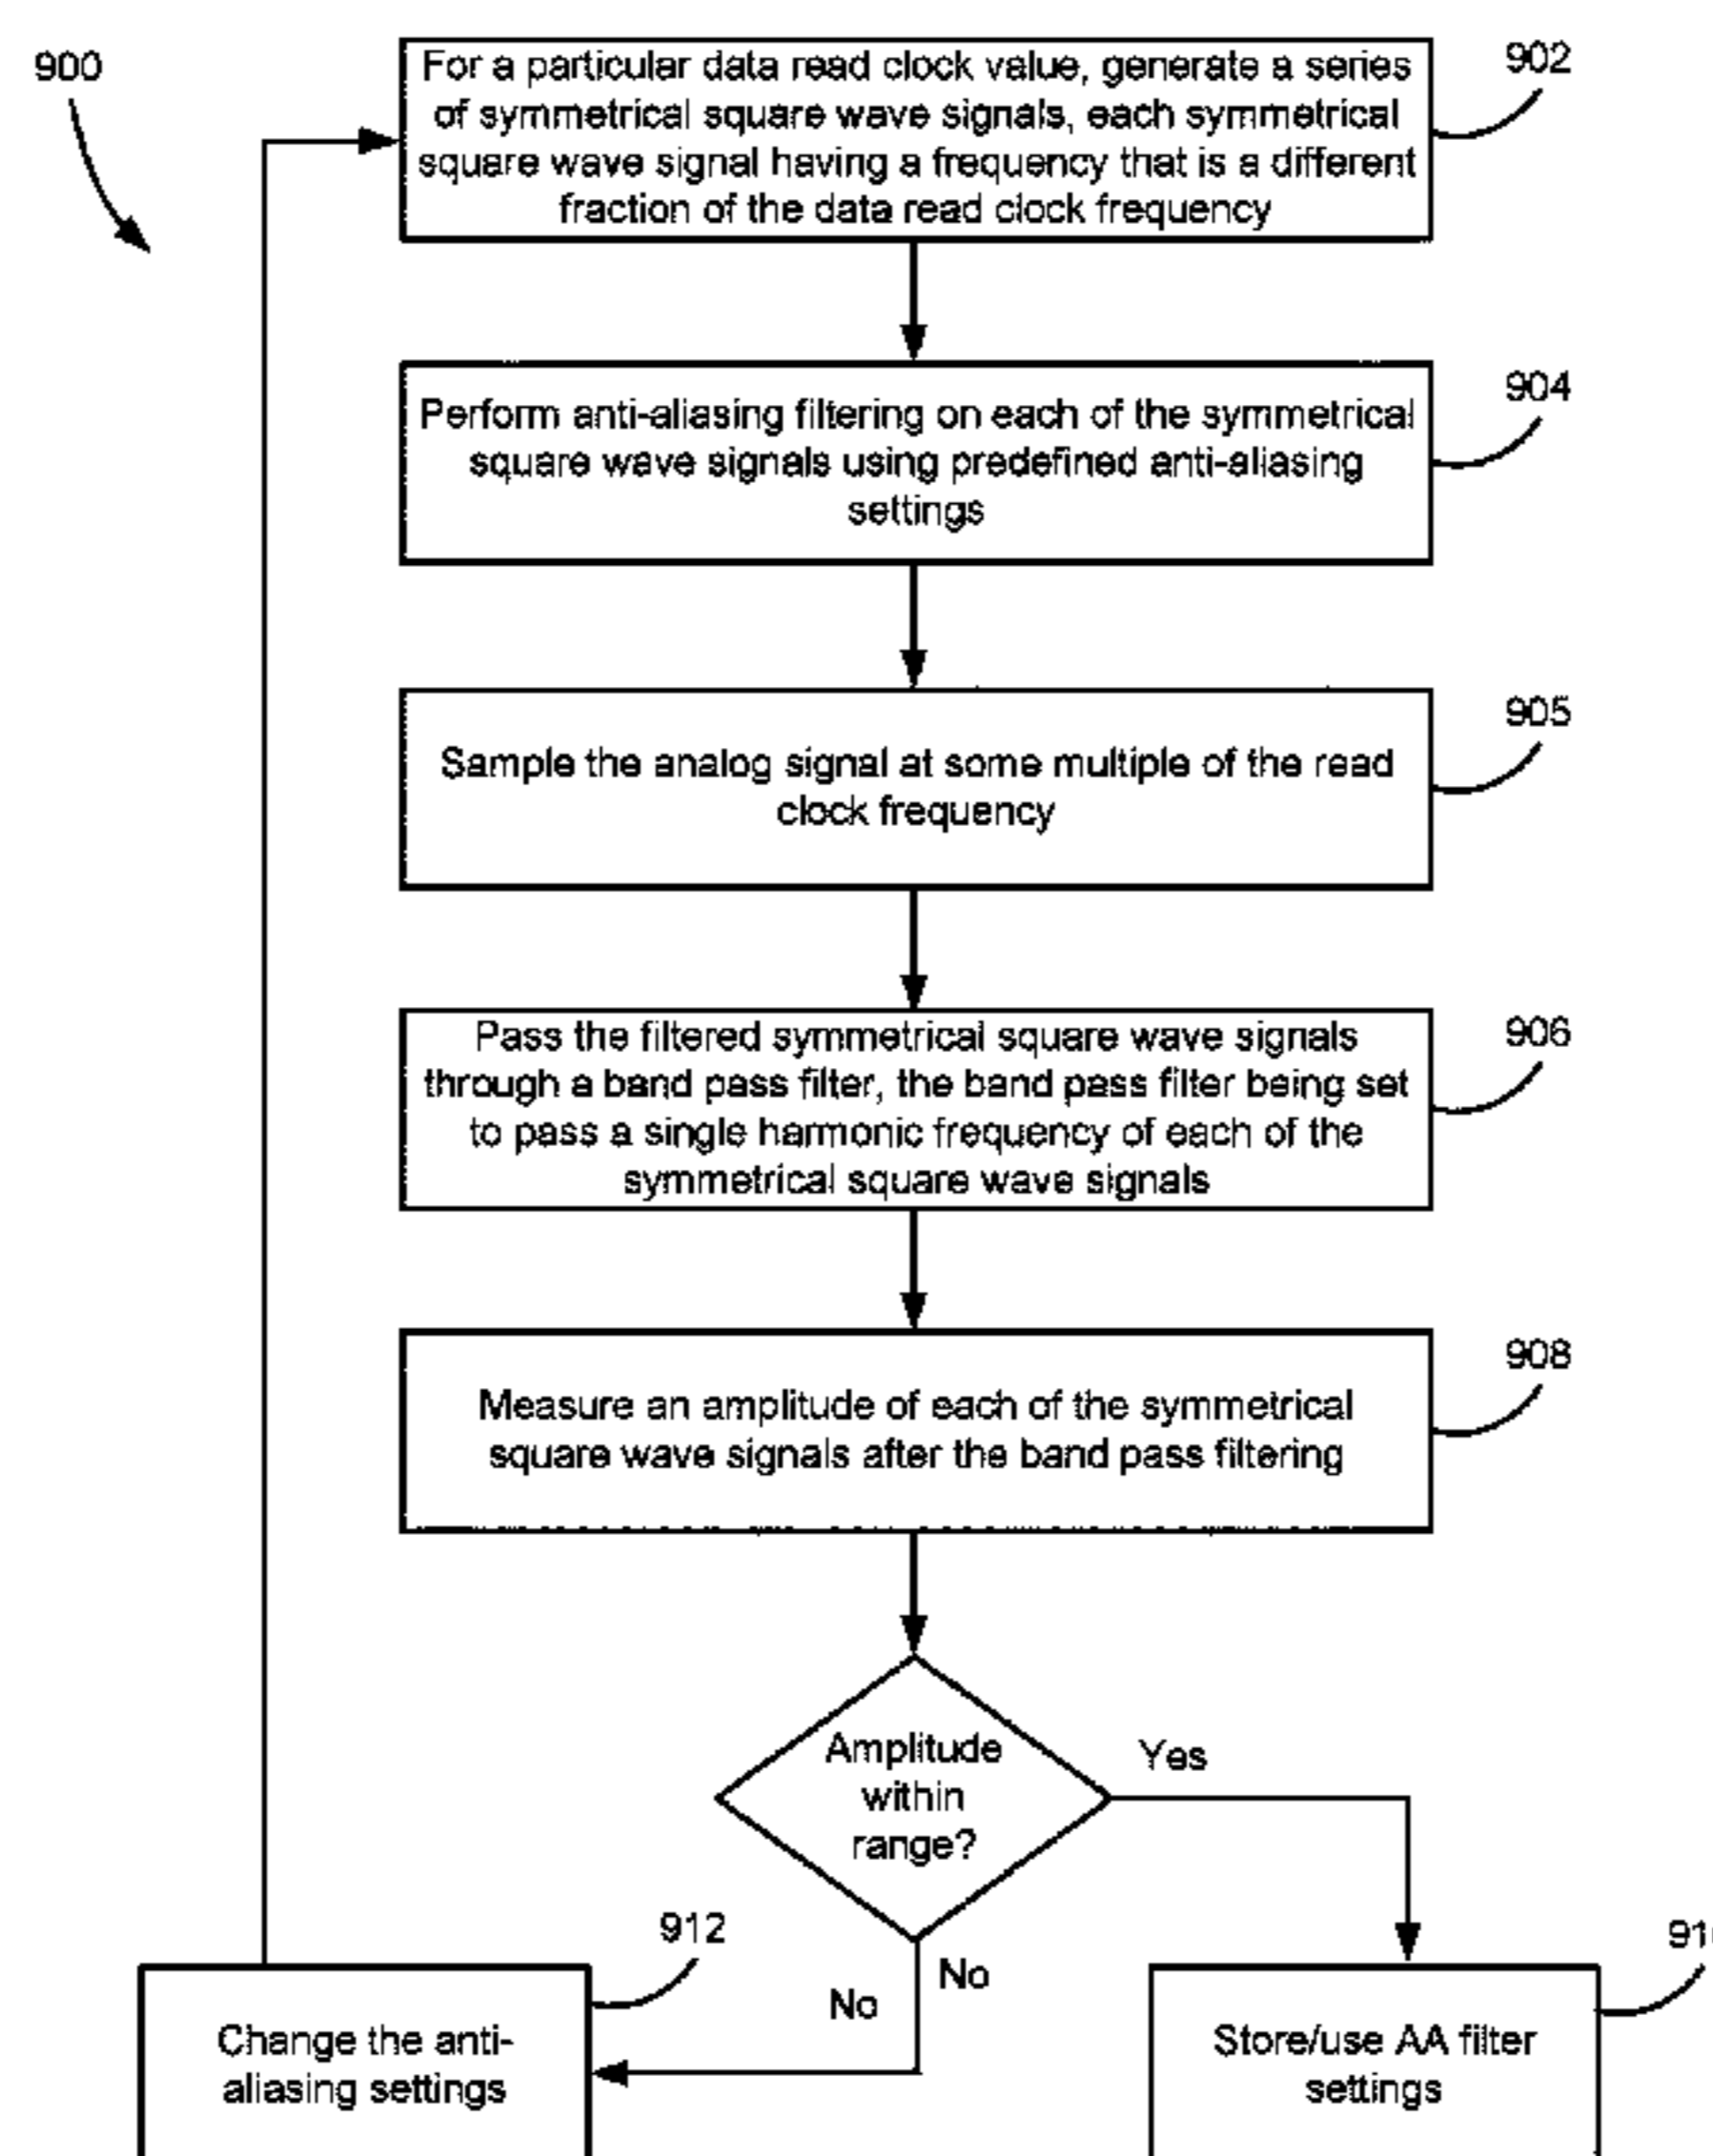 900
For a particular data read clock value, generate a series
of symmetrical square wave signals, each symmetrical
square wave signal having a frequency that is a different
fraction of the data read clock frequency
902
Perform anti-aliasing filtering on each of the symmetrical
square wave signals using predefined anti-aliasing
settings
904
Sample the analog signal at some multiple of the read
clock frequency
905
Pass the filtered symmetrical square wave signals
through a band pass filter, the band pass filter being set
to pass a single harmonic frequency of each of the
symmetrical square wave signals
906
Measure an amplitude of each of the symmetrical
square wave signals after the band pass filtering
908
Amplitude
within
range?
Yes
No
No
912
Change the anti-
aliasing settings
Store/use AA filter
settings